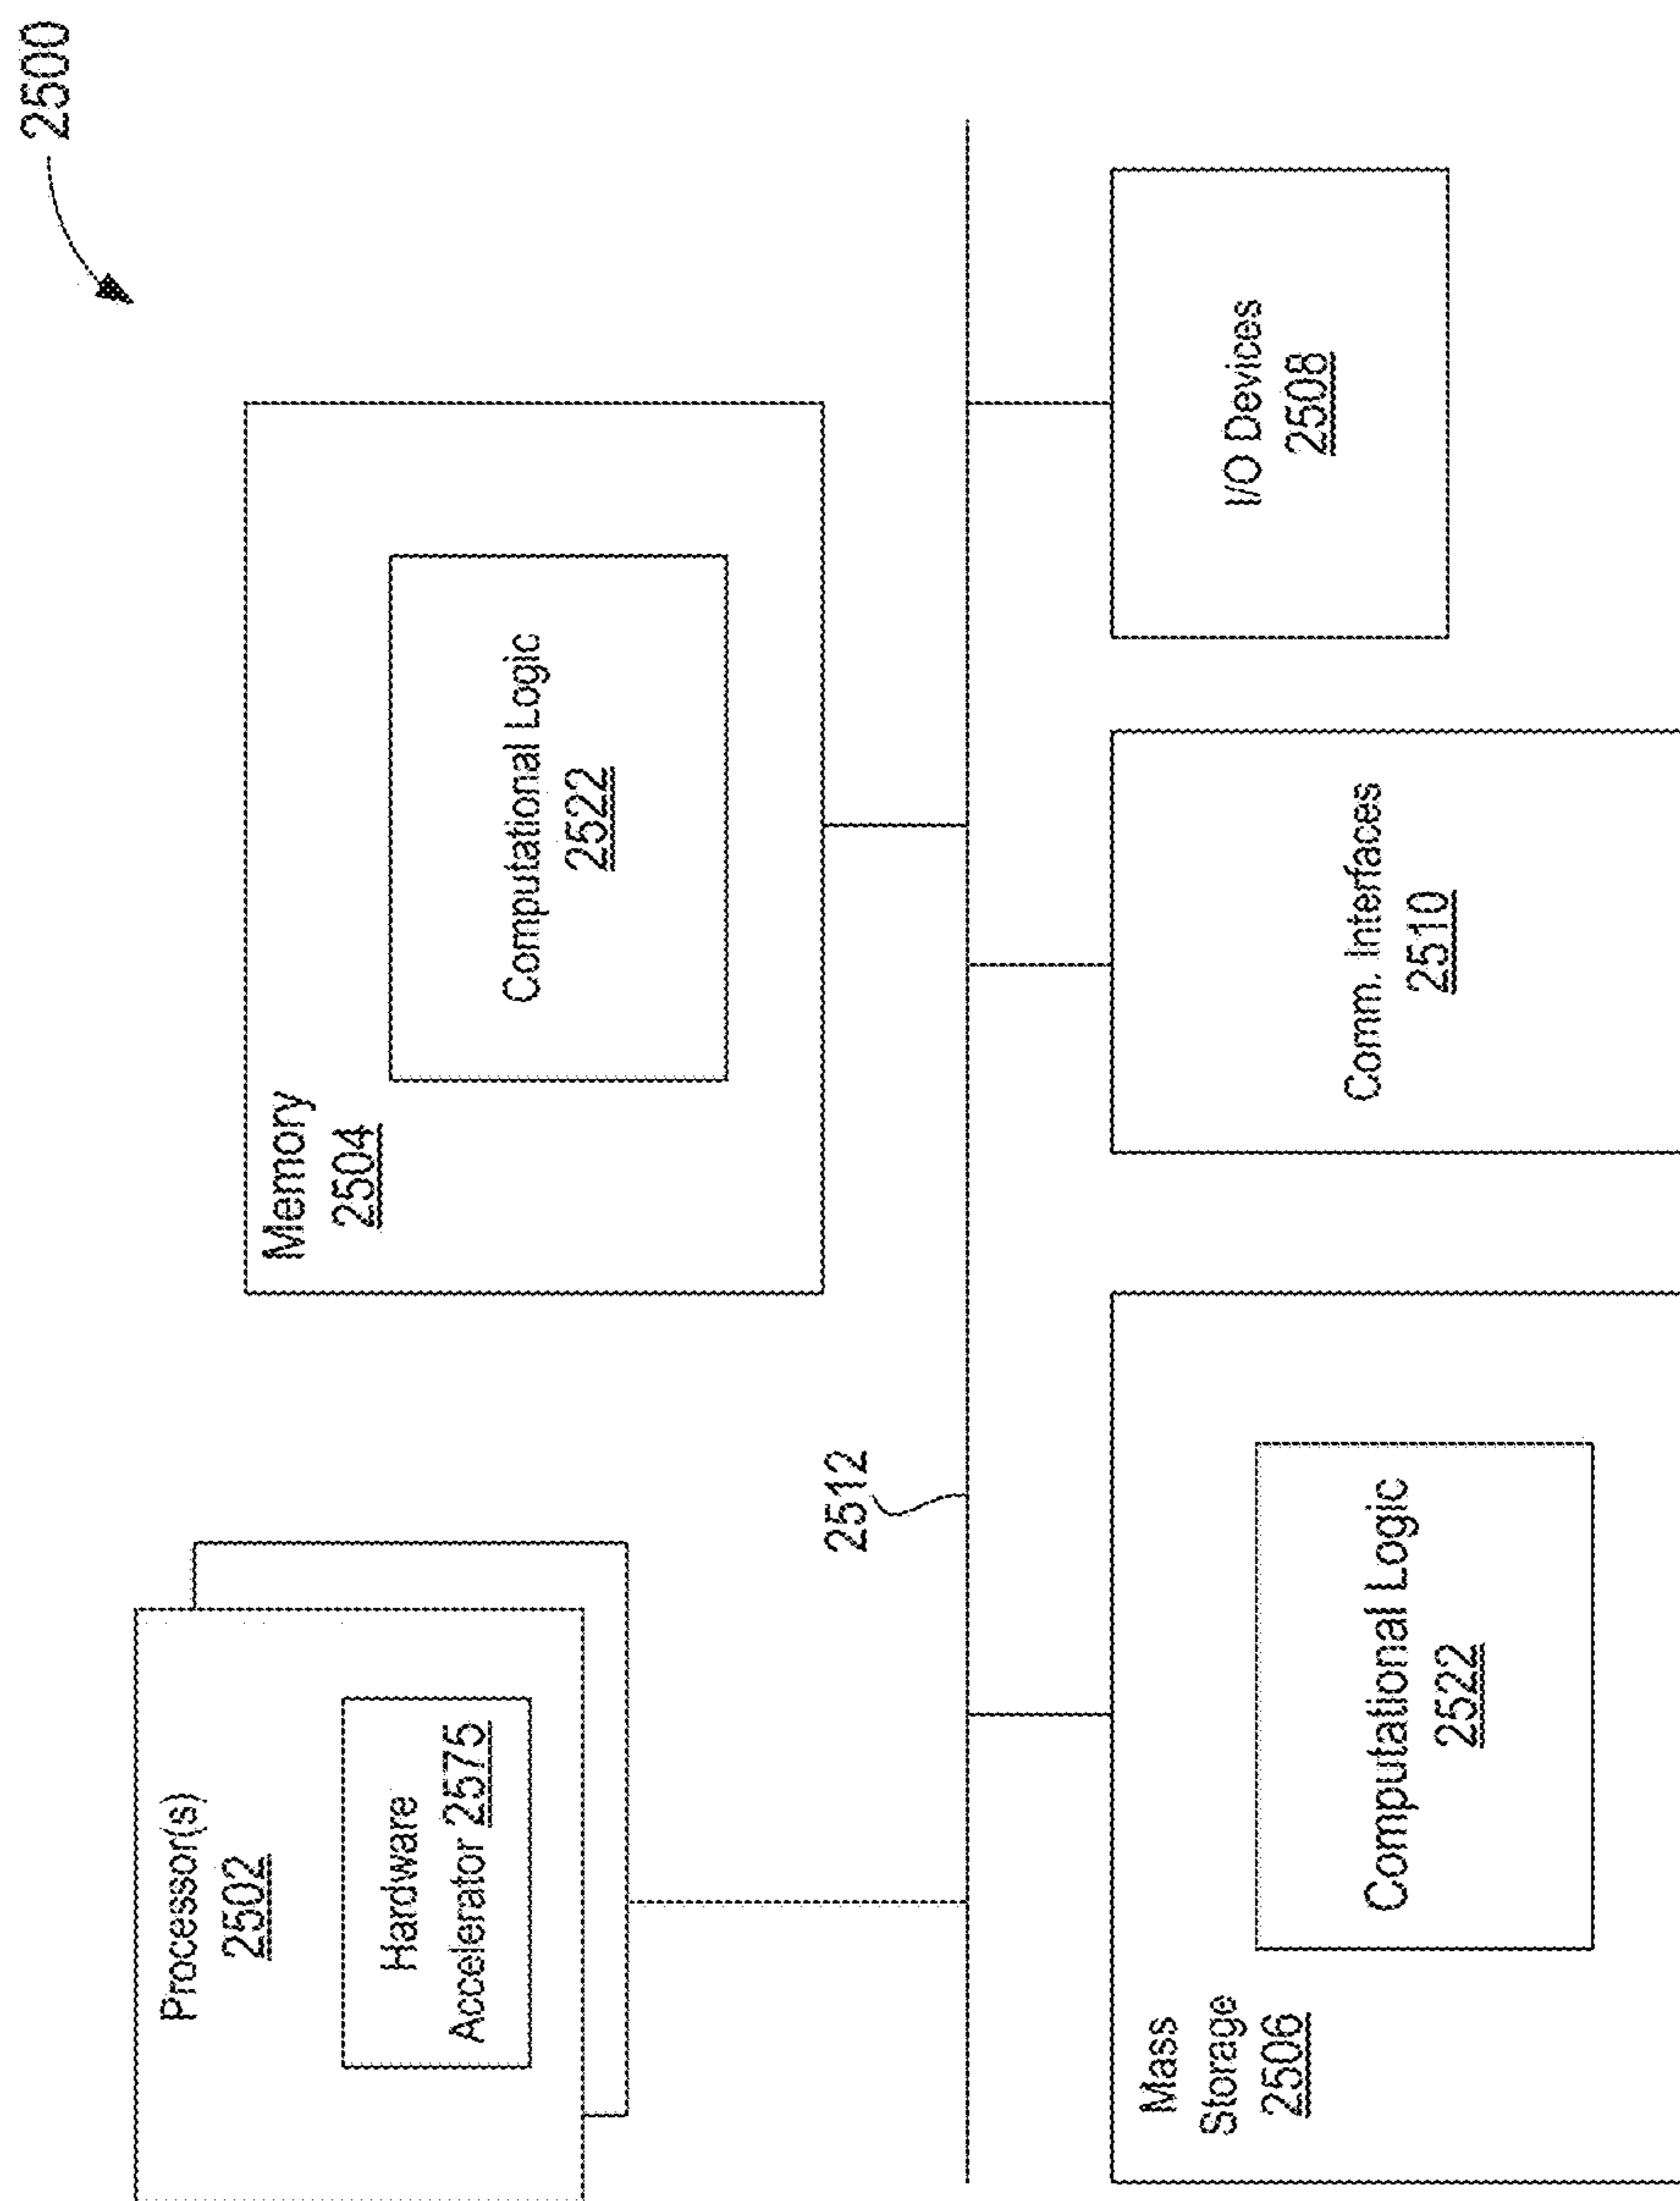 2500
Processor(s)
2502
Hardware
Accelerator 2575
Memory
2504
Computational Logic
2522
2512
Mass
Storage
2506
Computational Logic
2522
Comm. Interfaces
2510
I/O Devices
2508